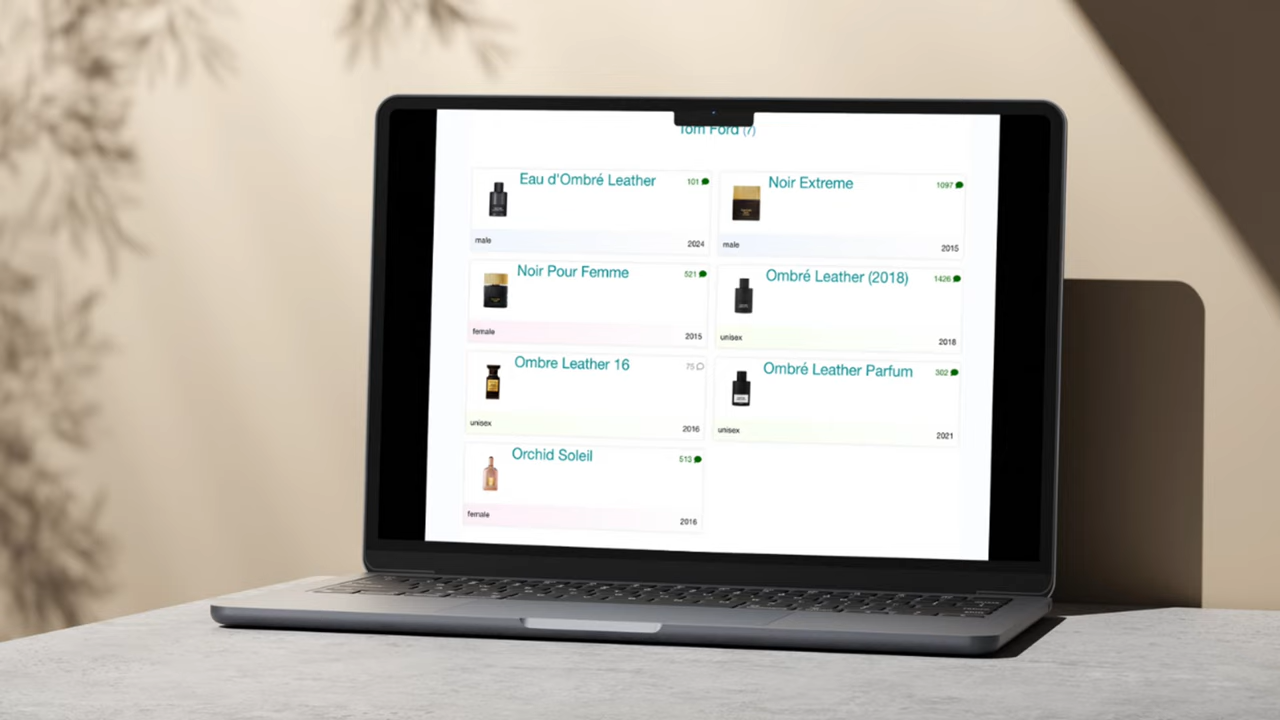 Tom Ford (7)
Eau d'Ombré Leather
101
male
2024
Noir Extreme
1097
male
2015
Noir Pour Femme
521
female
2015
Ombré Leather (2018)
1426
unisex
2018
Ombre Leather 16
75
unisex
2016
Ombré Leather Parfum
302
unisex
2021
Orchid Soleil
513
female
2016